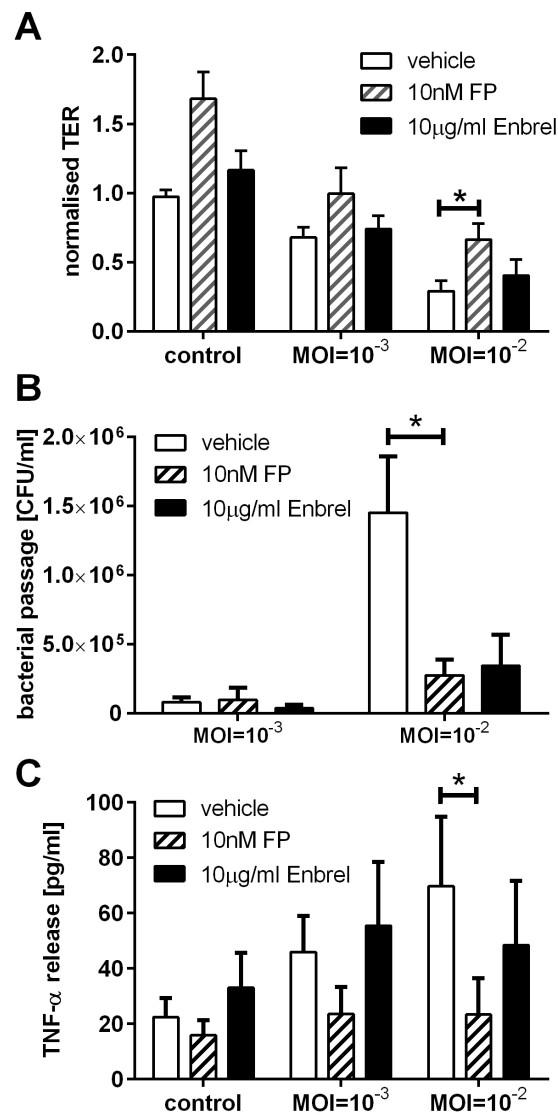 A
2.0
1.5
1.0
0.5
0.0
normalised TER
vehicle
10nM FP
10µg/ml Enbrel
*
control MOI=10⁻³ MOI=10⁻²
B
2.0×10⁶
1.5×10⁶
1.0×10⁶
5.0×10⁵
0
bacterial passage [CFU/ml]
vehicle
10nM FP
10µg/ml Enbrel
*
MOI=10⁻³ MOI=10⁻²
C
100
80
60
40
20
0
TNF-α release [pg/ml]
vehicle
10nM FP
10µg/ml Enbrel
*
control MOI=10⁻³ MOI=10⁻²